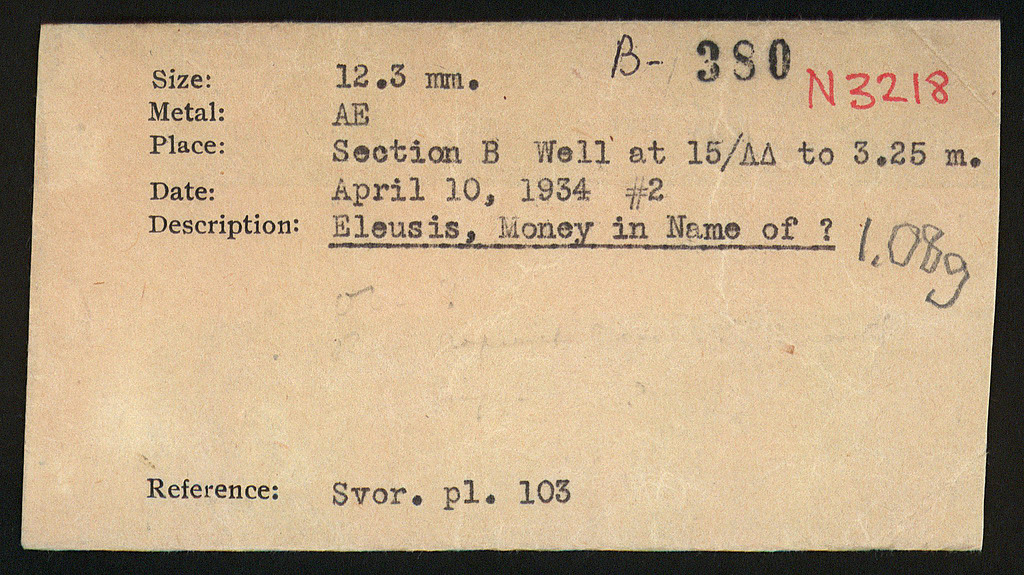 B- 380
N3218
Size: 12.3 mm.
Metal: AE
Place: Section B Well at 15/ΔΔ to 3.25 m.
Date: April 10, 1934 #2
Description: Eleusis, Money in Name of ?
1.08g
Reference: Svor. pl. 103